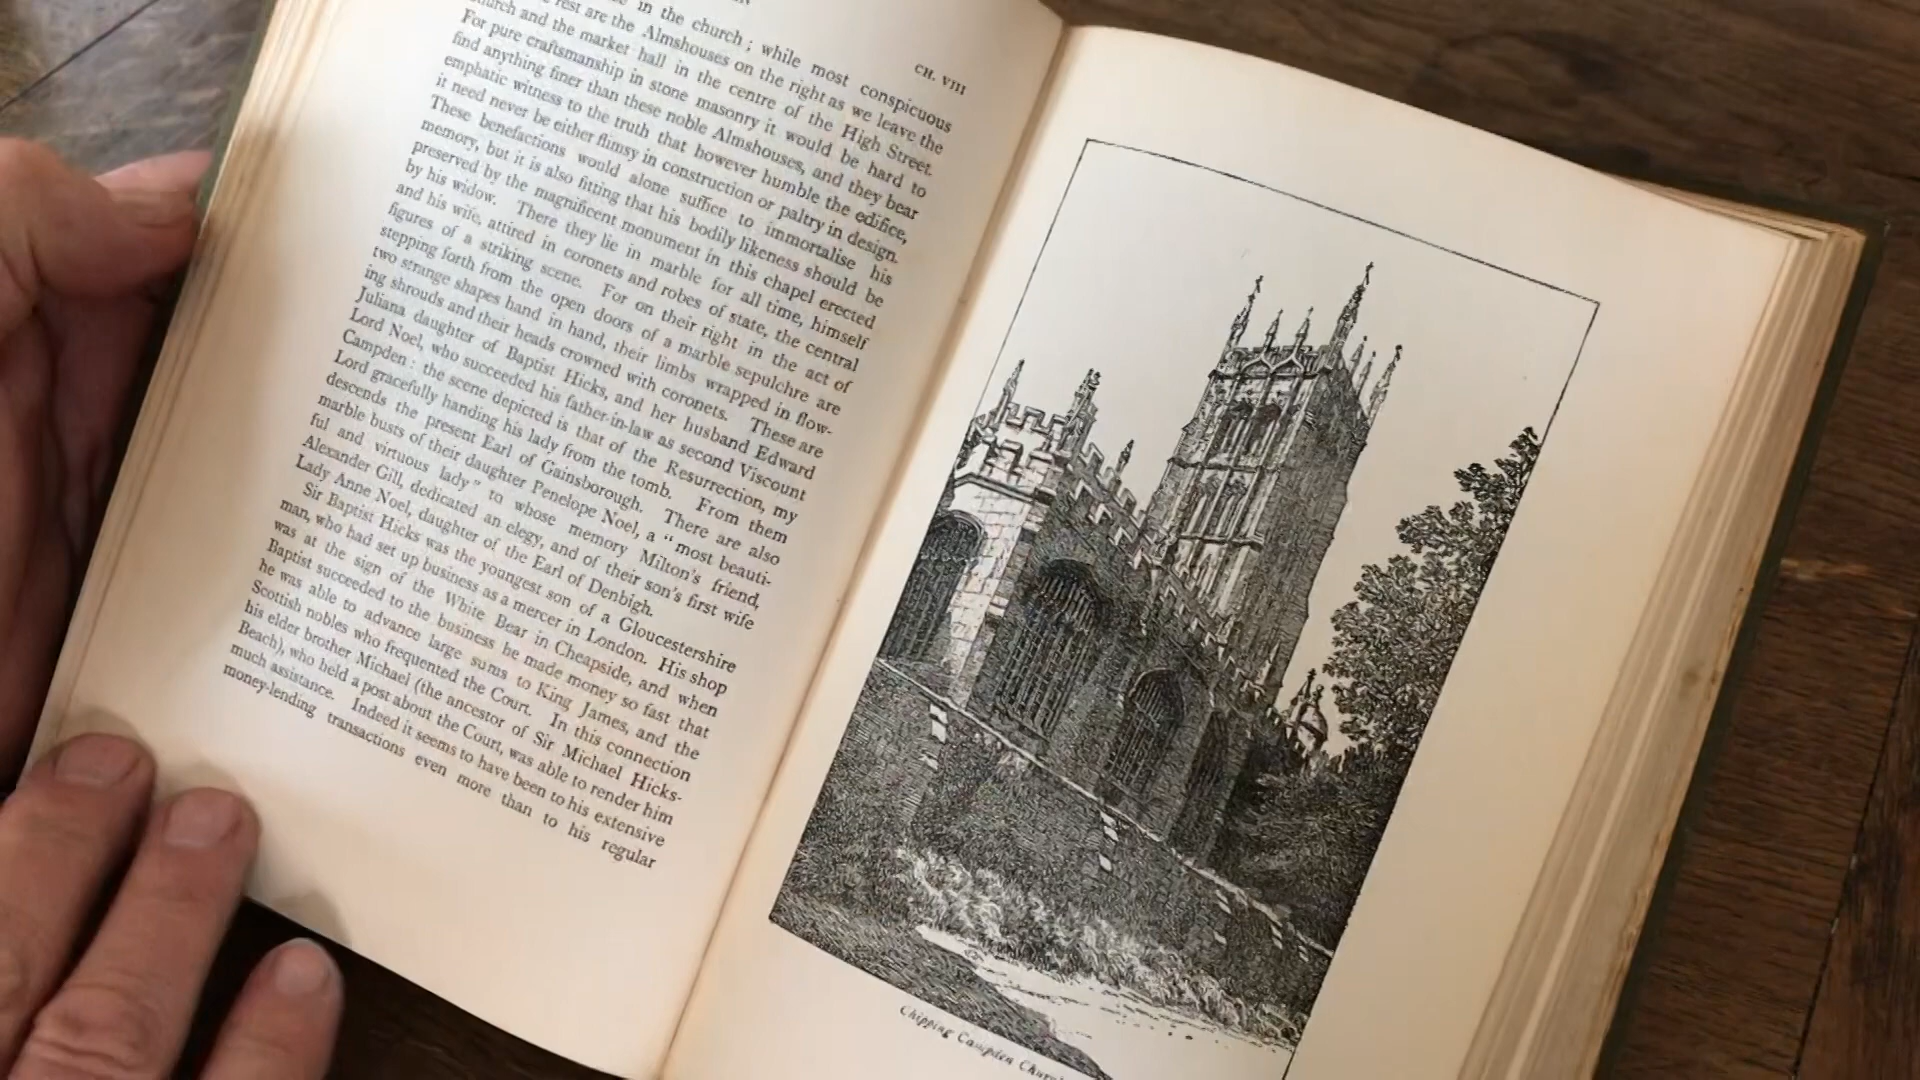 CH. VIII
in the church ; while most conspicuous
rest are the Almshouses on the right as we leave the
church and the market hall in the centre of the High Street.
For pure craftsmanship in stone masonry it would be hard to
find anything finer than these noble Almshouses, and they bear
emphatic witness to the truth that however humble the edifice,
it need never be either flimsy in construction or paltry in design.
These benefactions would alone suffice to immortalise his
memory, but it is also fitting that his bodily likeness should be
preserved by the magnificent monument in this chapel erected
by his widow. There they lie in marble for all time, himself
and his wife, attired in coronets and robes of state, the central
figures of a striking scene. For on their right in the act of
stepping forth from the open doors of a marble sepulchre are
two strange shapes hand in hand, their limbs wrapped in flow-
ing shrouds and their heads crowned with coronets. These are
Juliana daughter of Baptist Hicks, and her husband Edward
Lord Noel, who succeeded his father-in-law as second Viscount
Campden : the scene depicted is that of the Resurrection, my
Lord gracefully handing his lady from the tomb. From them
descends the present Earl of Gainsborough. There are also
marble busts of their daughter Penelope Noel, a “ most beauti-
ful and virtuous lady ” to whose memory Milton's friend,
Alexander Gill, dedicated an elegy, and of their son's first wife
Lady Anne Noel, daughter of the Earl of Denbigh.
Sir Baptist Hicks was the youngest son of a Gloucestershire
man, who had set up business as a mercer in London. His shop
was at the sign of the White Bear in Cheapside, and when
Baptist succeeded to the business he made money so fast that
he was able to advance large sums to King James, and the
Scottish nobles who frequented the Court. In this connection
his elder brother Michael (the ancestor of Sir Michael Hicks-
Beach), who held a post about the Court, was able to render him
much assistance. Indeed it seems to have been to his extensive
money-lending transactions even more than to his regular
Chipping Campden